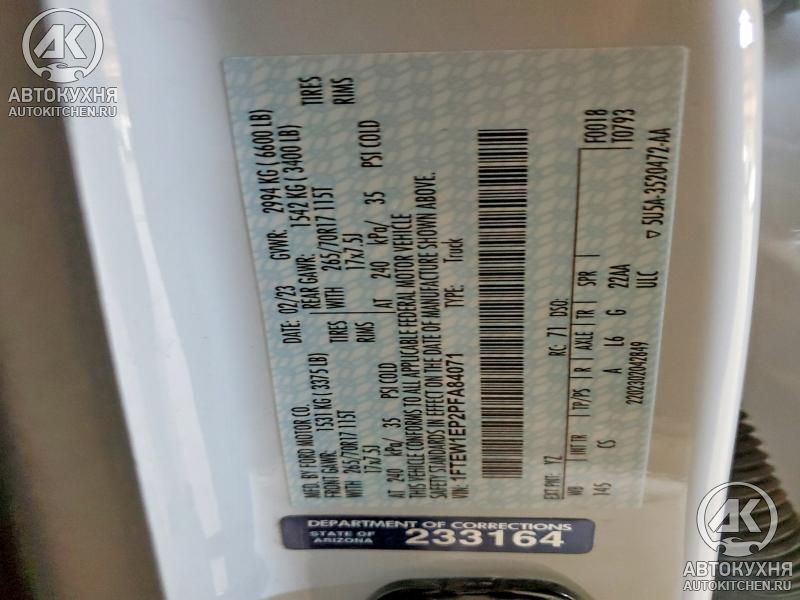 АК
АВТОКУХНЯ
AUTOKITCHEN.RU
MFD. BY FORD MOTOR CO.
DATE: 02/23 GVWR: 2994 KG ( 6600 LB)
FRONT GAWR: 1531 KG ( 3375 LB) REAR GAWR: 1542 KG ( 3400 LB)
WITH 265/70R17 115T TIRES WITH 265/70R17 115T TIRES
17x7.5J RIMS 17x7.5J RIMS
AT 240 kPa/ 35 PSI COLD AT 240 kPa/ 35 PSI COLD
THIS VEHICLE CONFORMS TO ALL APPLICABLE FEDERAL MOTOR VEHICLE
SAFETY STANDARDS IN EFFECT ON THE DATE OF MANUFACTURE SHOWN ABOVE.
VIN: 1FTEW1EP2PFA84071 TYPE: Truck
F0018
T0793
EXT PNT: YZ RC: 71 DSO:
WB INT TR TP/PS R AXLE TR SPR
145 CS A L6 G 22AA
2202302042849 ULC
▽ 5U5A-3520472-AA
DEPARTMENT OF CORRECTIONS
STATE OF ARIZONA 233164
АК
АВТОКУХНЯ
AUTOKITCHEN.RU